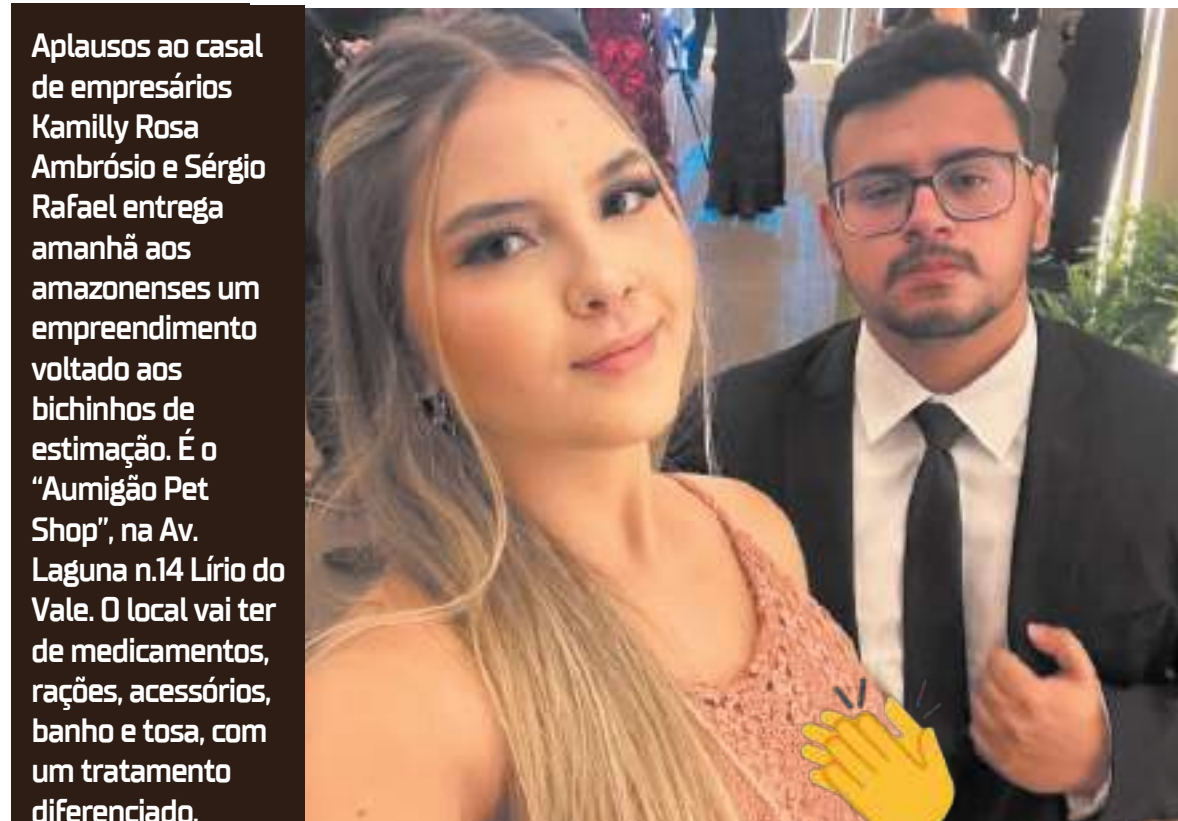 Aplausos ao casal
de empresários
Kamilly Rosa
Ambrósio e Sérgio
Rafael entrega
amanhã aos
amazonenses um
empreendimento
voltado aos
bichinhos de
estimação. É o
“Aumigão Pet
Shop”, na Av.
Laguna n.14 Lírio do
Vale. O local vai ter
de medicamentos,
rações, acessórios,
banho e tosa, com
um tratamento
diferenciado.